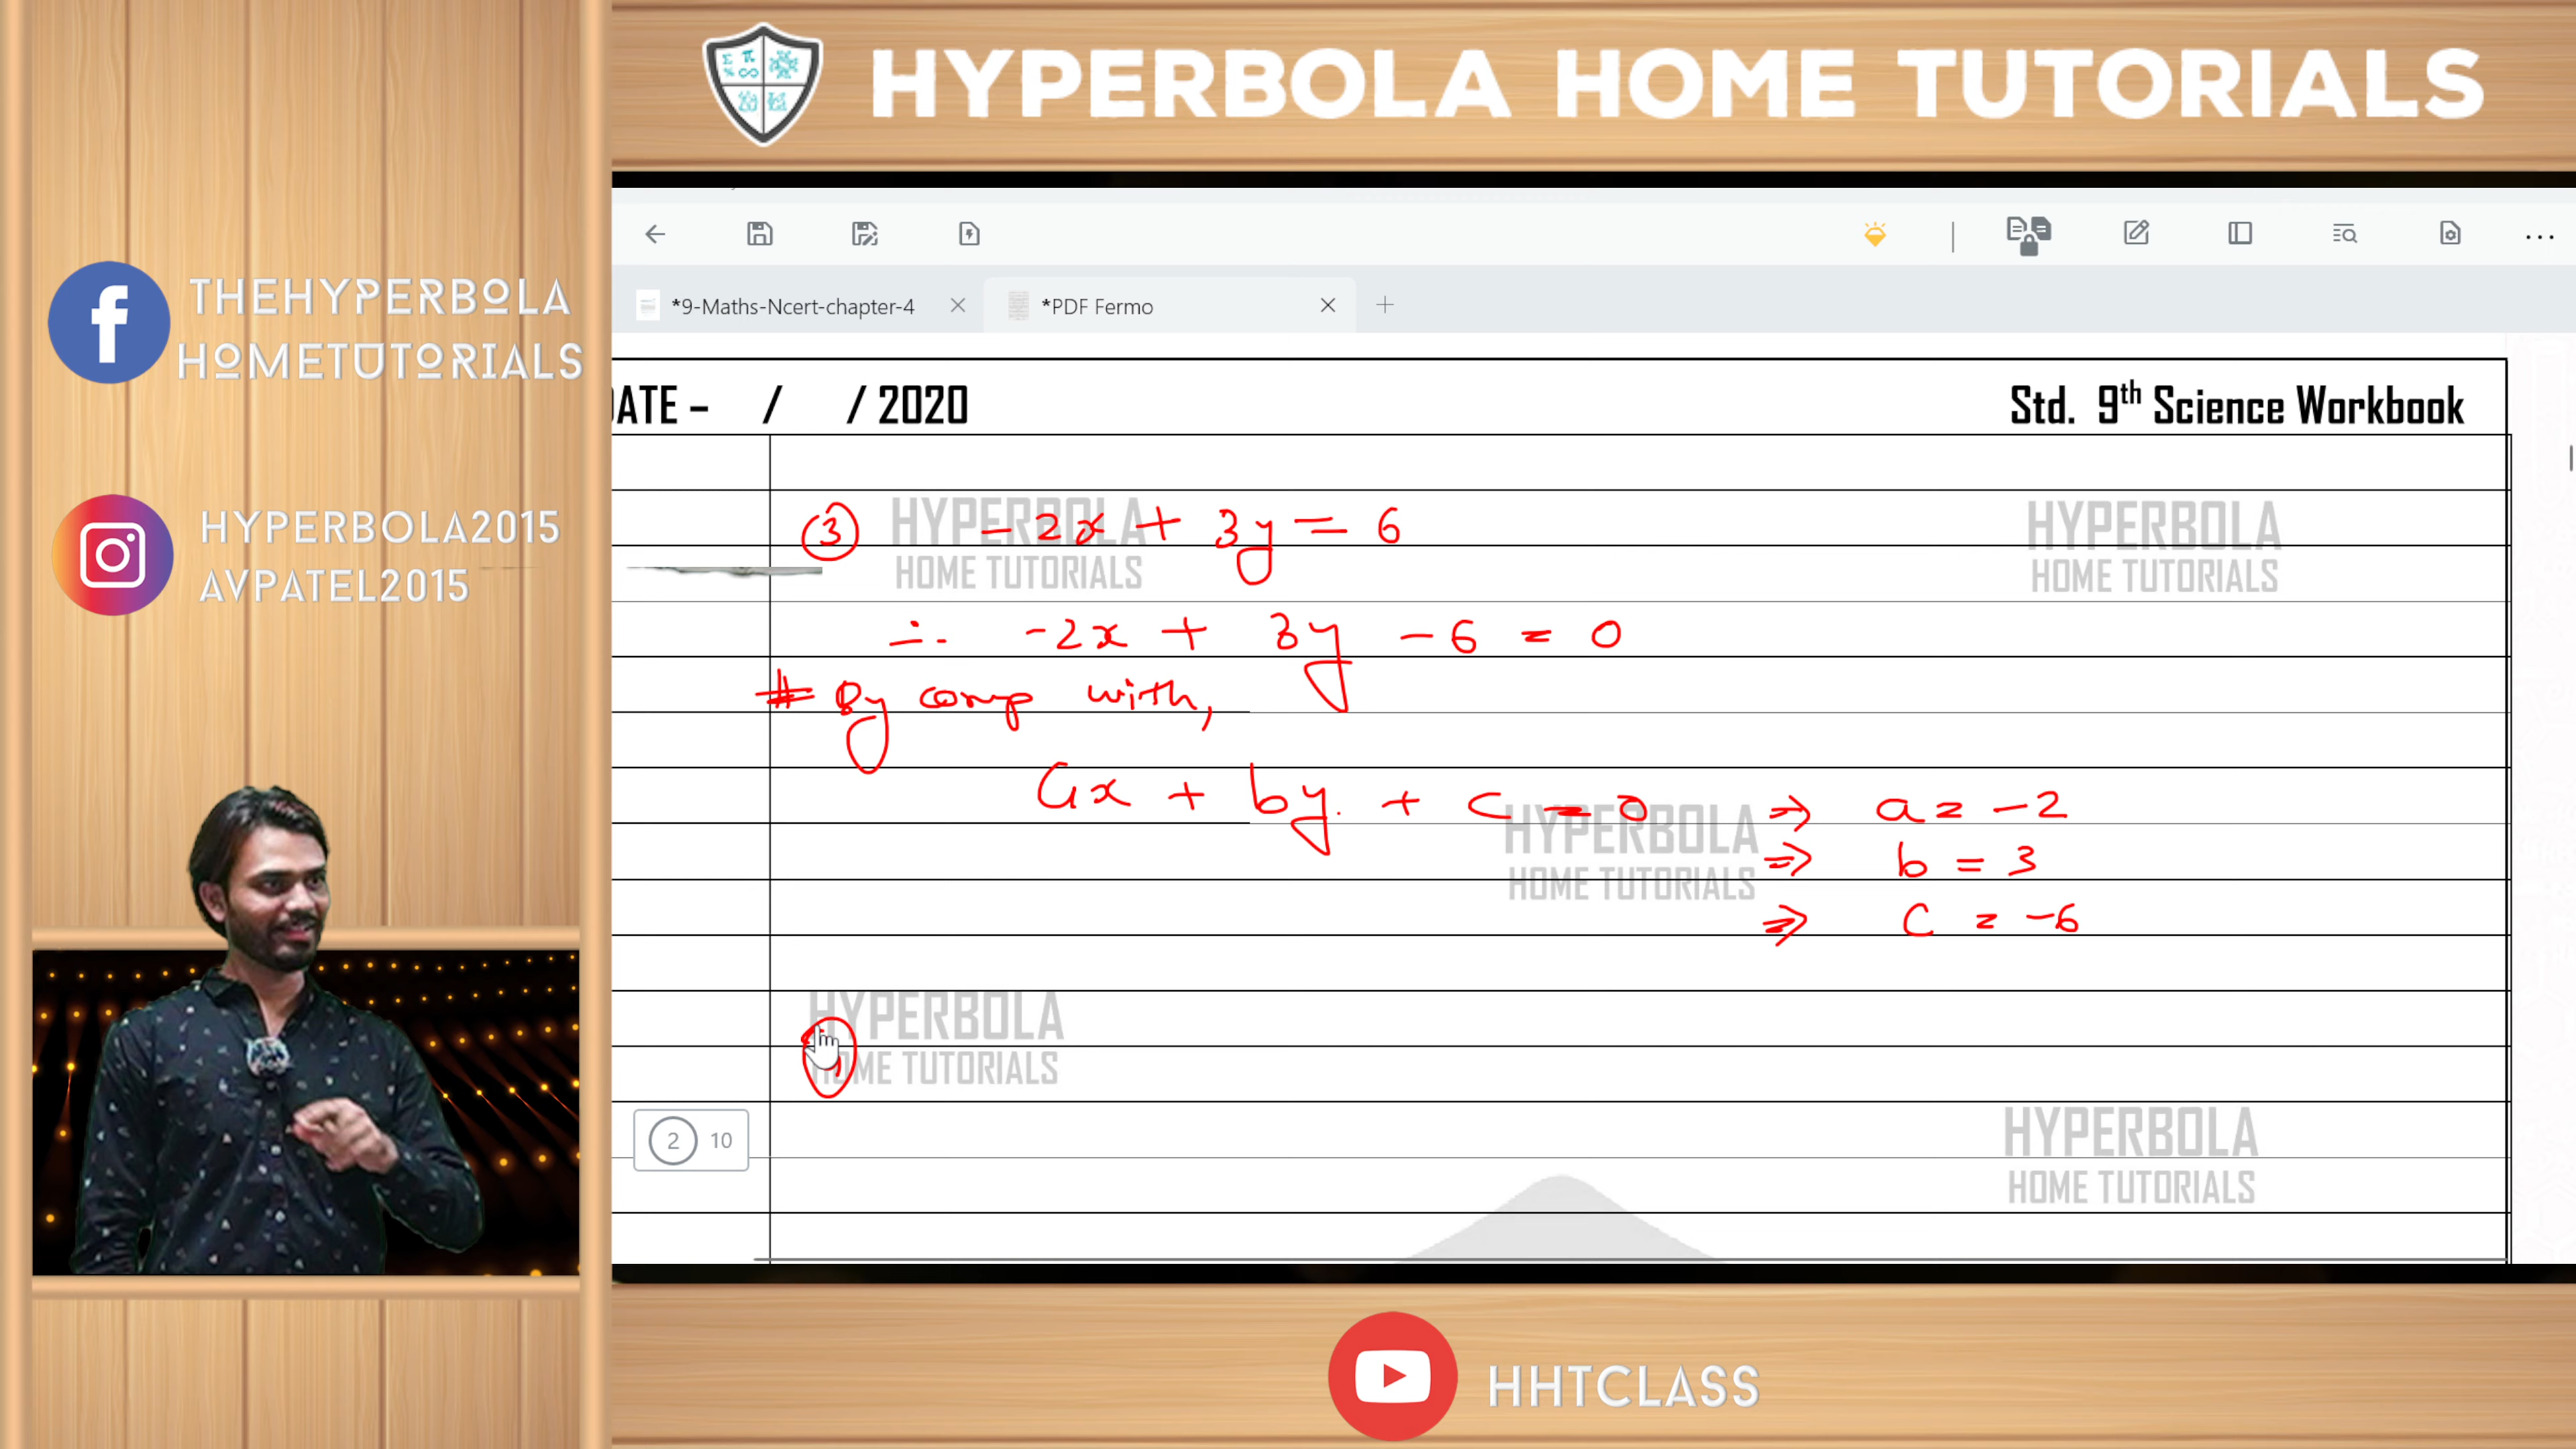 HYPERBOLA HOME TUTORIALS
THEHYPERBOLA
HOMETUTORIALS
HYPERBOLA2015
AVPATEL2015
*9-Maths-Ncert-chapter-4
*PDF Fermo
ATE – / / 2020
Std. 9th Science Workbook
③ -2x + 3y = 6
∴ -2x + 3y - 6 = 0
# By comp with,
ax + by + c = 0 ⇒ a = -2
⇒ b = 3
⇒ c = -6
HYPERBOLA
HOME TUTORIALS
HYPERBOLA
HOME TUTORIALS
HYPERBOLA
HOME TUTORIALS
HYPERBOLA
HOME TUTORIALS
HYPERBOLA
HOME TUTORIALS
2 10
HHTCLASS